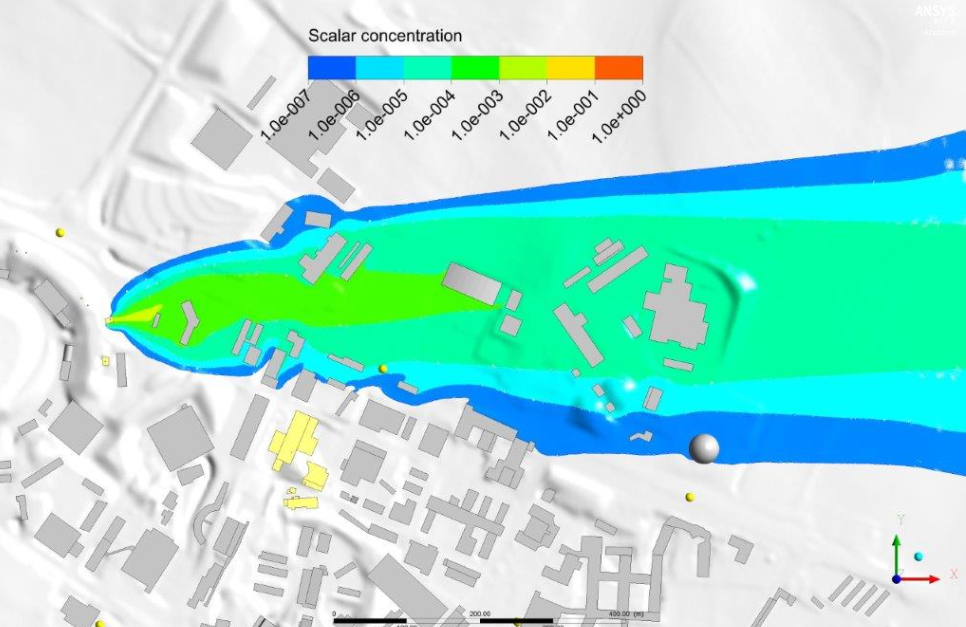 ANSYS
Scalar concentration
1.0e-007
1.0e-006
1.0e-005
1.0e-004
1.0e-003
1.0e-002
1.0e-001
1.0e+000
Y
X
0
200.00
400.00 (m)